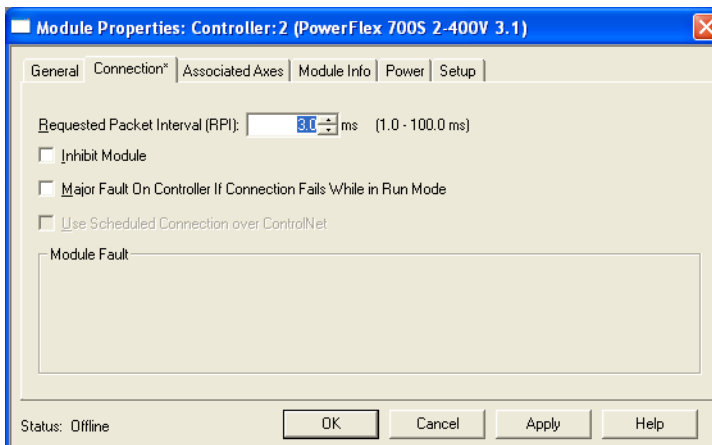 Module Properties: Controller:2 (PowerFlex 700S 2-400V 3.1)
General Connection* Associated Axes Module Info Power Setup
Requested Packet Interval (RPI): 3.0 ms (1.0 - 100.0 ms)
Inhibit Module
Major Fault On Controller If Connection Fails While in Run Mode
Use Scheduled Connection over ControlNet
Module Fault
Status: Offline OK Cancel Apply Help